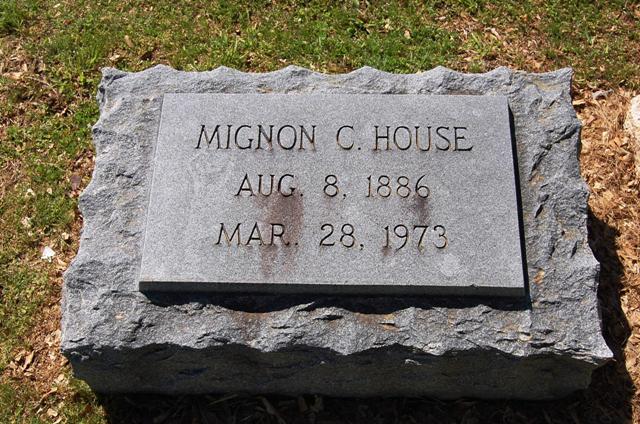 MIGNON C. HOUSE
AUG. 8, 1886
MAR. 28, 1973